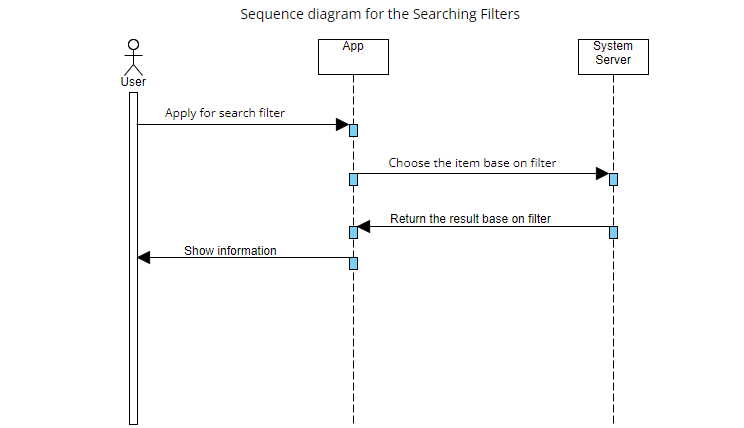 Sequence diagram for the Searching Filters
App
System
Server
User
Apply for search filter
Choose the item base on filter
Return the result base on filter
Show information